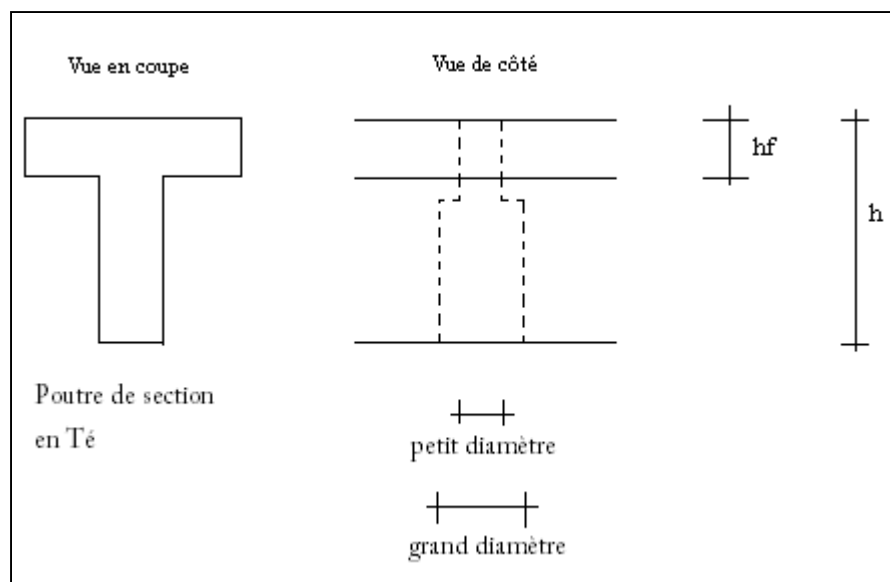 Vue en coupe
Vue de côté
hf
h
Poutre de section
en Té
petit diamètre
grand diamètre